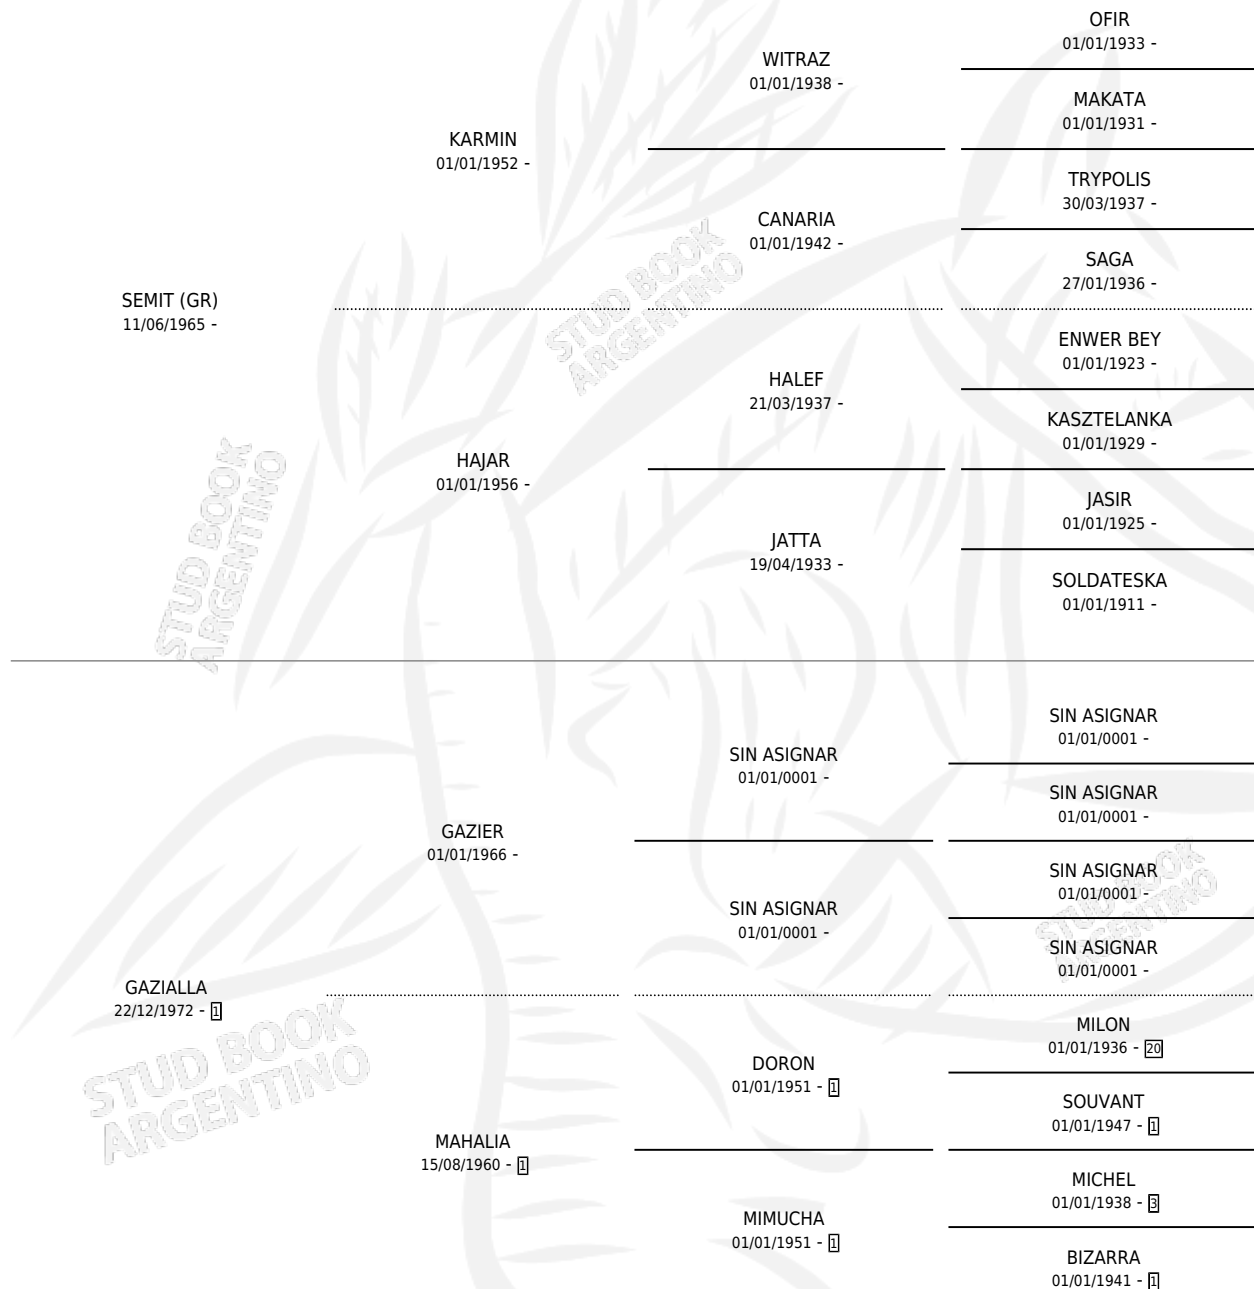 OFIR
01/01/1933 -
WITRAZ
01/01/1938 -
MAKATA
01/01/1931 -
KARMIN
01/01/1952 -
TRYPOLIS
30/03/1937 -
CANARIA
01/01/1942 -
SAGA
27/01/1936 -
SEMIT (GR)
11/06/1965 -
STUD BOOK
ARGENTINO
ENWER BEY
01/01/1923 -
HALEF
21/03/1937 -
KASZTELANKA
01/01/1929 -
HAJAR
01/01/1956 -
JASIR
01/01/1925 -
JATTA
19/04/1933 -
SOLDATESKA
01/01/1911 -
STUD BOOK
ARGENTINO
SIN ASIGNAR
01/01/0001 -
SIN ASIGNAR
01/01/0001 -
SIN ASIGNAR
01/01/0001 -
GAZIER
01/01/1966 -
SIN ASIGNAR
01/01/0001 -
SIN ASIGNAR
01/01/0001 -
SIN ASIGNAR
01/01/0001 -
STUD BOOK
ARGENTINO
GAZIALLA
22/12/1972 - 1
MILON
01/01/1936 - 20
DORON
01/01/1951 - 1
SOUVANT
01/01/1947 - 1
STUD BOOK
ARGENTINO
MAHALIA
15/08/1960 - 1
MICHEL
01/01/1938 - 3
MIMUCHA
01/01/1951 - 1
BIZARRA
01/01/1941 - 1